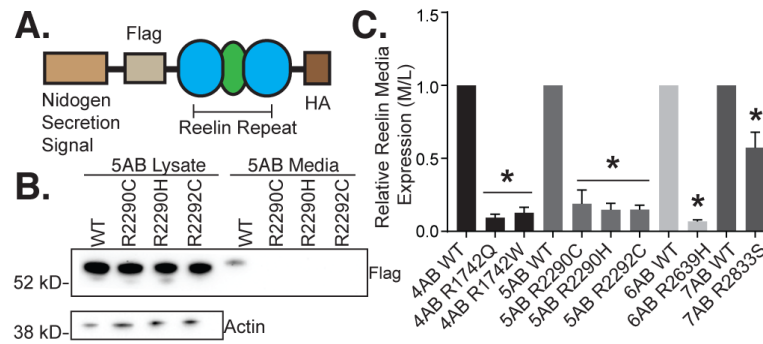 A.
Flag
Nidogen
Secretion
Signal
Reelin Repeat
HA
B.
5AB Lysate
5AB Media
WT
R2290C
R2290H
R2292C
WT
R2290C
R2290H
R2292C
52 kD-
Flag
38 kD-
Actin
C.
Relative Reelin Media
Expression (M/L)
1.5
1.0
0.5
0.0
*
*
*
*
4AB WT
4AB R1742Q
4AB R1742W
5AB WT
5AB R2290C
5AB R2290H
5AB R2292C
6AB WT
6AB R2639H
7AB WT
7AB R2833S